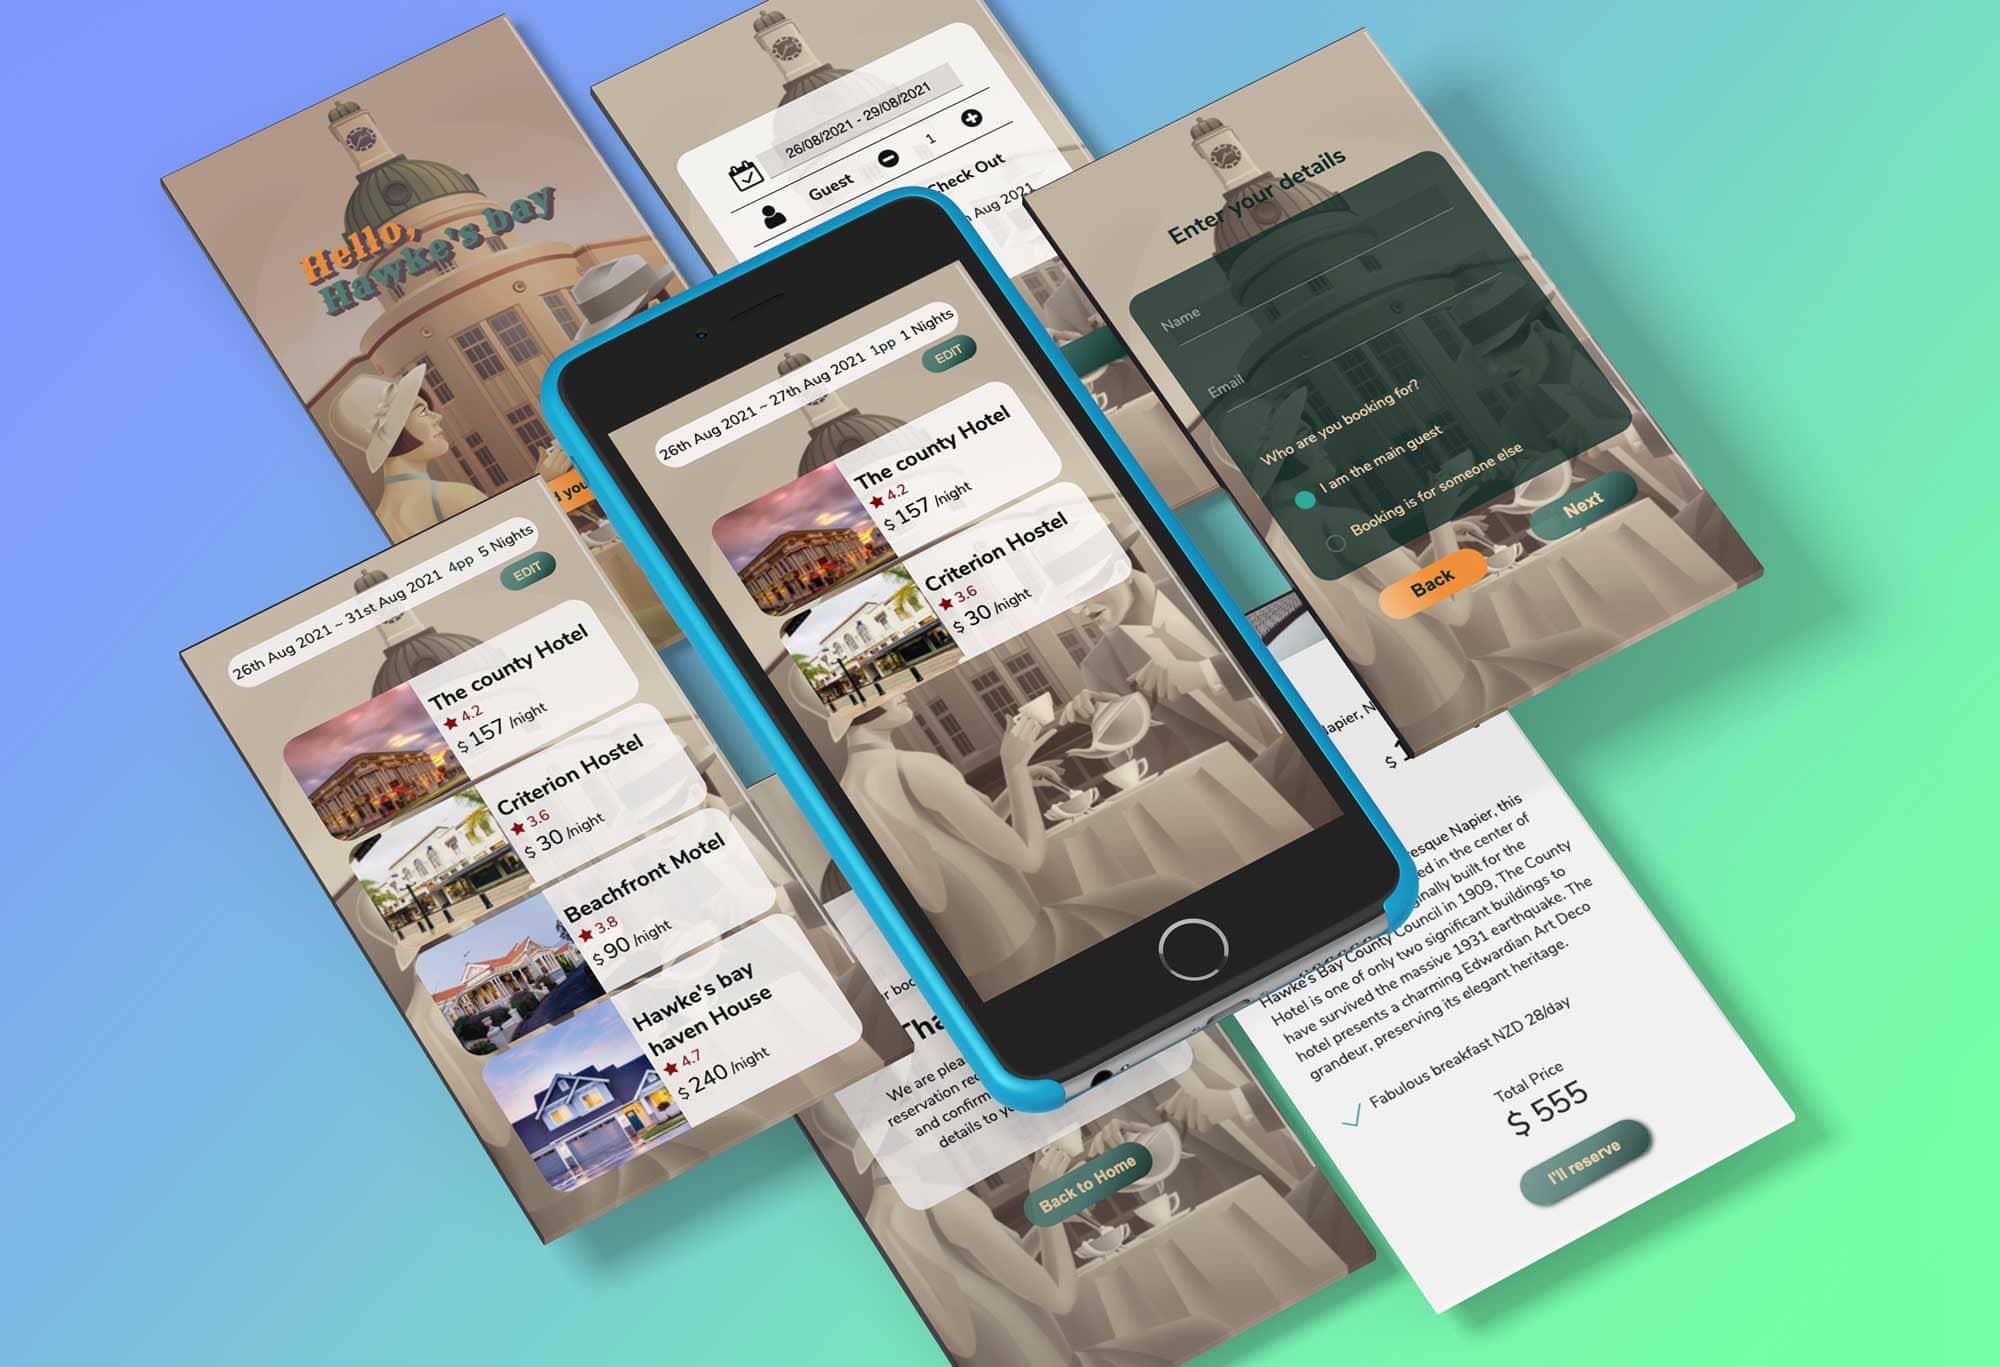 Hello,
Hawke's bay
d you
26/08/2021 - 29/08/2021
Guest
1
Check Out
Aug 2021
Enter your details
Name
Email
Who are you booking for?
I am the main guest
Booking is for someone else
Back
Next
26th Aug 2021 ~ 27th Aug 2021 1pp 1 Nights
EDIT
The county Hotel
4.2
$ 157 /night
Criterion Hostel
3.6
$ 30 /night
26th Aug 2021 ~ 31st Aug 2021 4pp 5 Nights
EDIT
The county Hotel
4.2
$ 157 /night
Criterion Hostel
3.6
$ 30 /night
Beachfront Motel
3.8
$ 90 /night
Hawke's bay
haven House
4.7
$ 240 /night
r boo
Tha
We are plea
reservation rec
and confirm
details to yo
Back to Home
apier, N
$ 1
esque Napier, this
ed in the center of
ginally built for the
Hawke's Bay County Council in 1909, The County
Hotel is one of only two significant buildings to
have survived the massive 1931 earthquake. The
hotel presents a charming Edwardian Art Deco
grandeur, preserving its elegant heritage.
Fabulous breakfast NZD 28/day
Total Price
$ 555
I'll reserve